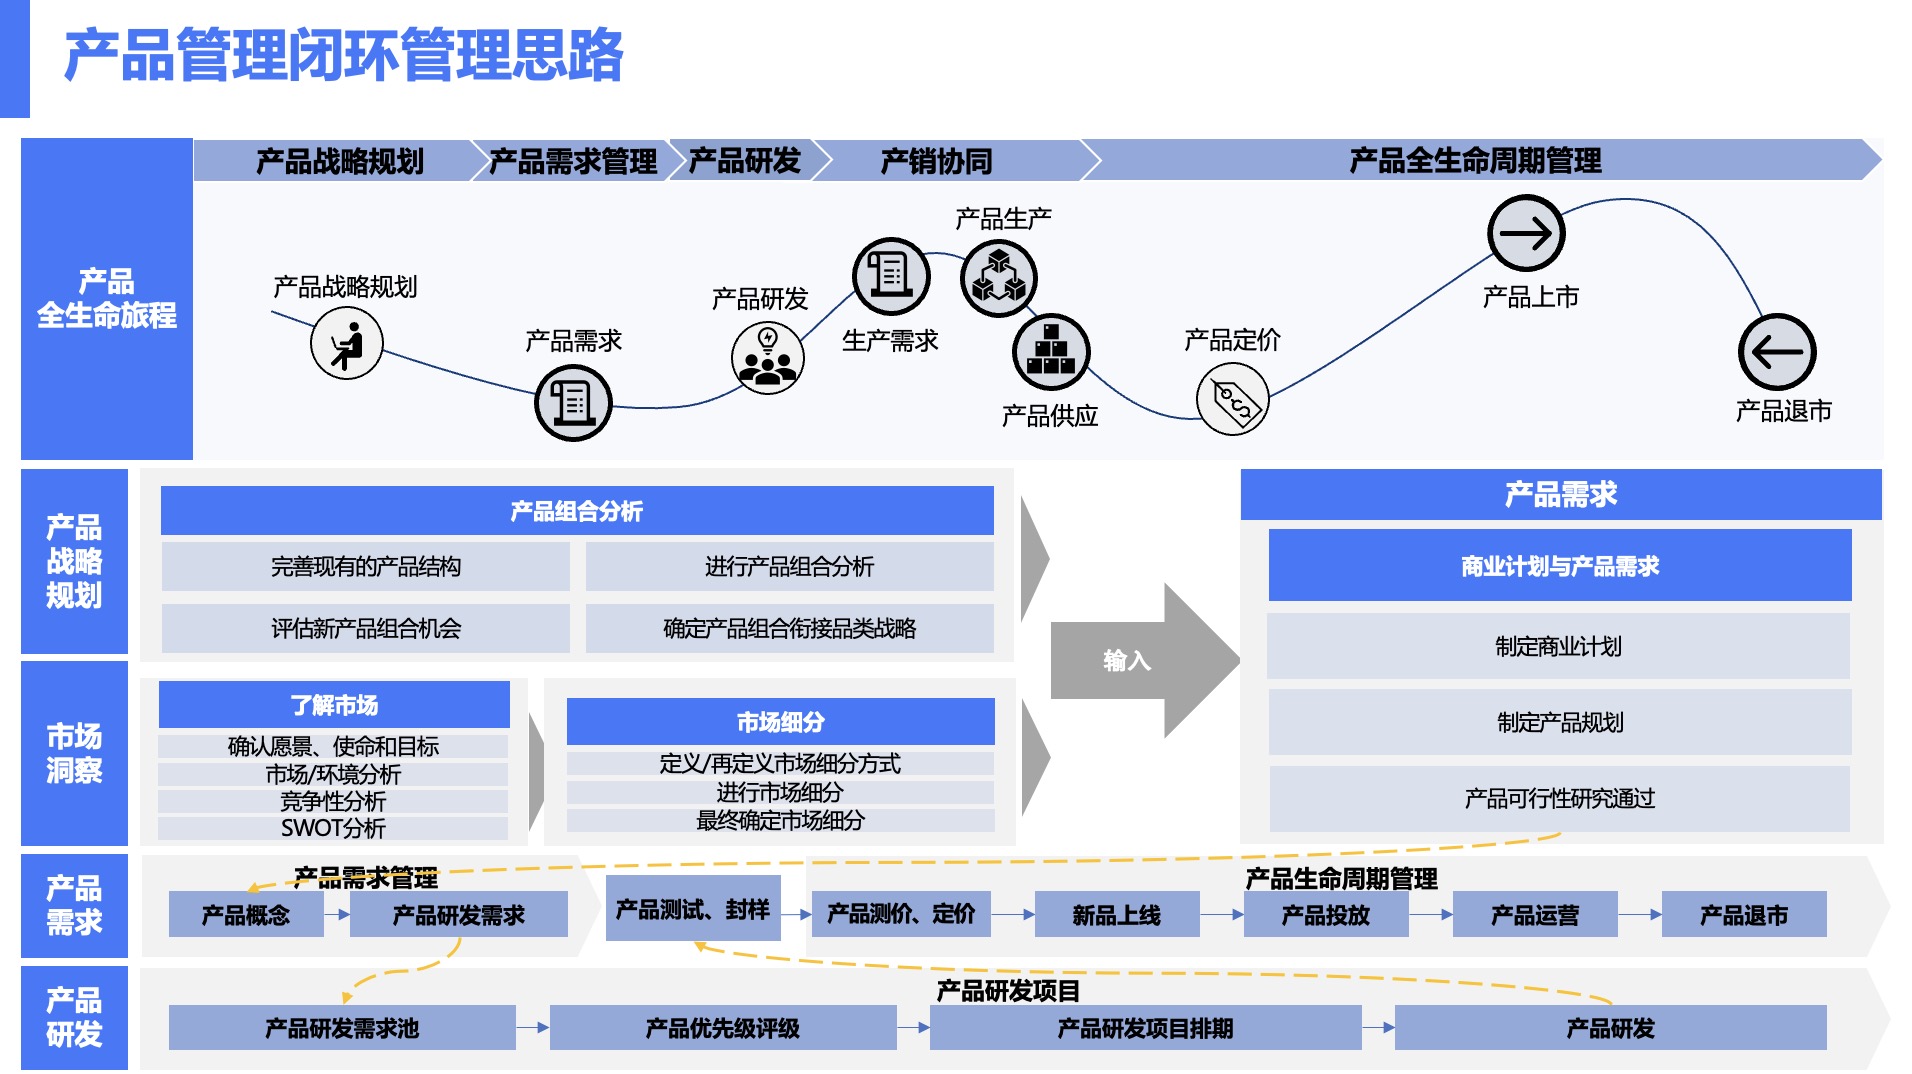 产品管理闭环管理思路
产品战略规划
产品需求管理
产品研发
产销协同
产品全生命周期管理
产品
全生命旅程
产品战略规划
产品需求
产品研发
生产需求
产品生产
产品供应
产品定价
产品上市
产品退市
产品
战略
规划
产品组合分析
完善现有的产品结构
进行产品组合分析
评估新产品组合机会
确定产品组合衔接品类战略
市场
洞察
了解市场
确认愿景、使命和目标
市场/环境分析
竞争性分析
SWOT分析
市场细分
定义/再定义市场细分方式
进行市场细分
最终确定市场细分
输入
产品需求
商业计划与产品需求
制定商业计划
制定产品规划
产品可行性研究通过
产品
需求
产品需求管理
产品概念
产品研发需求
产品测试、封样
产品生命周期管理
产品测价、定价
新品上线
产品投放
产品运营
产品退市
产品
研发
产品研发项目
产品研发需求池
产品优先级评级
产品研发项目排期
产品研发